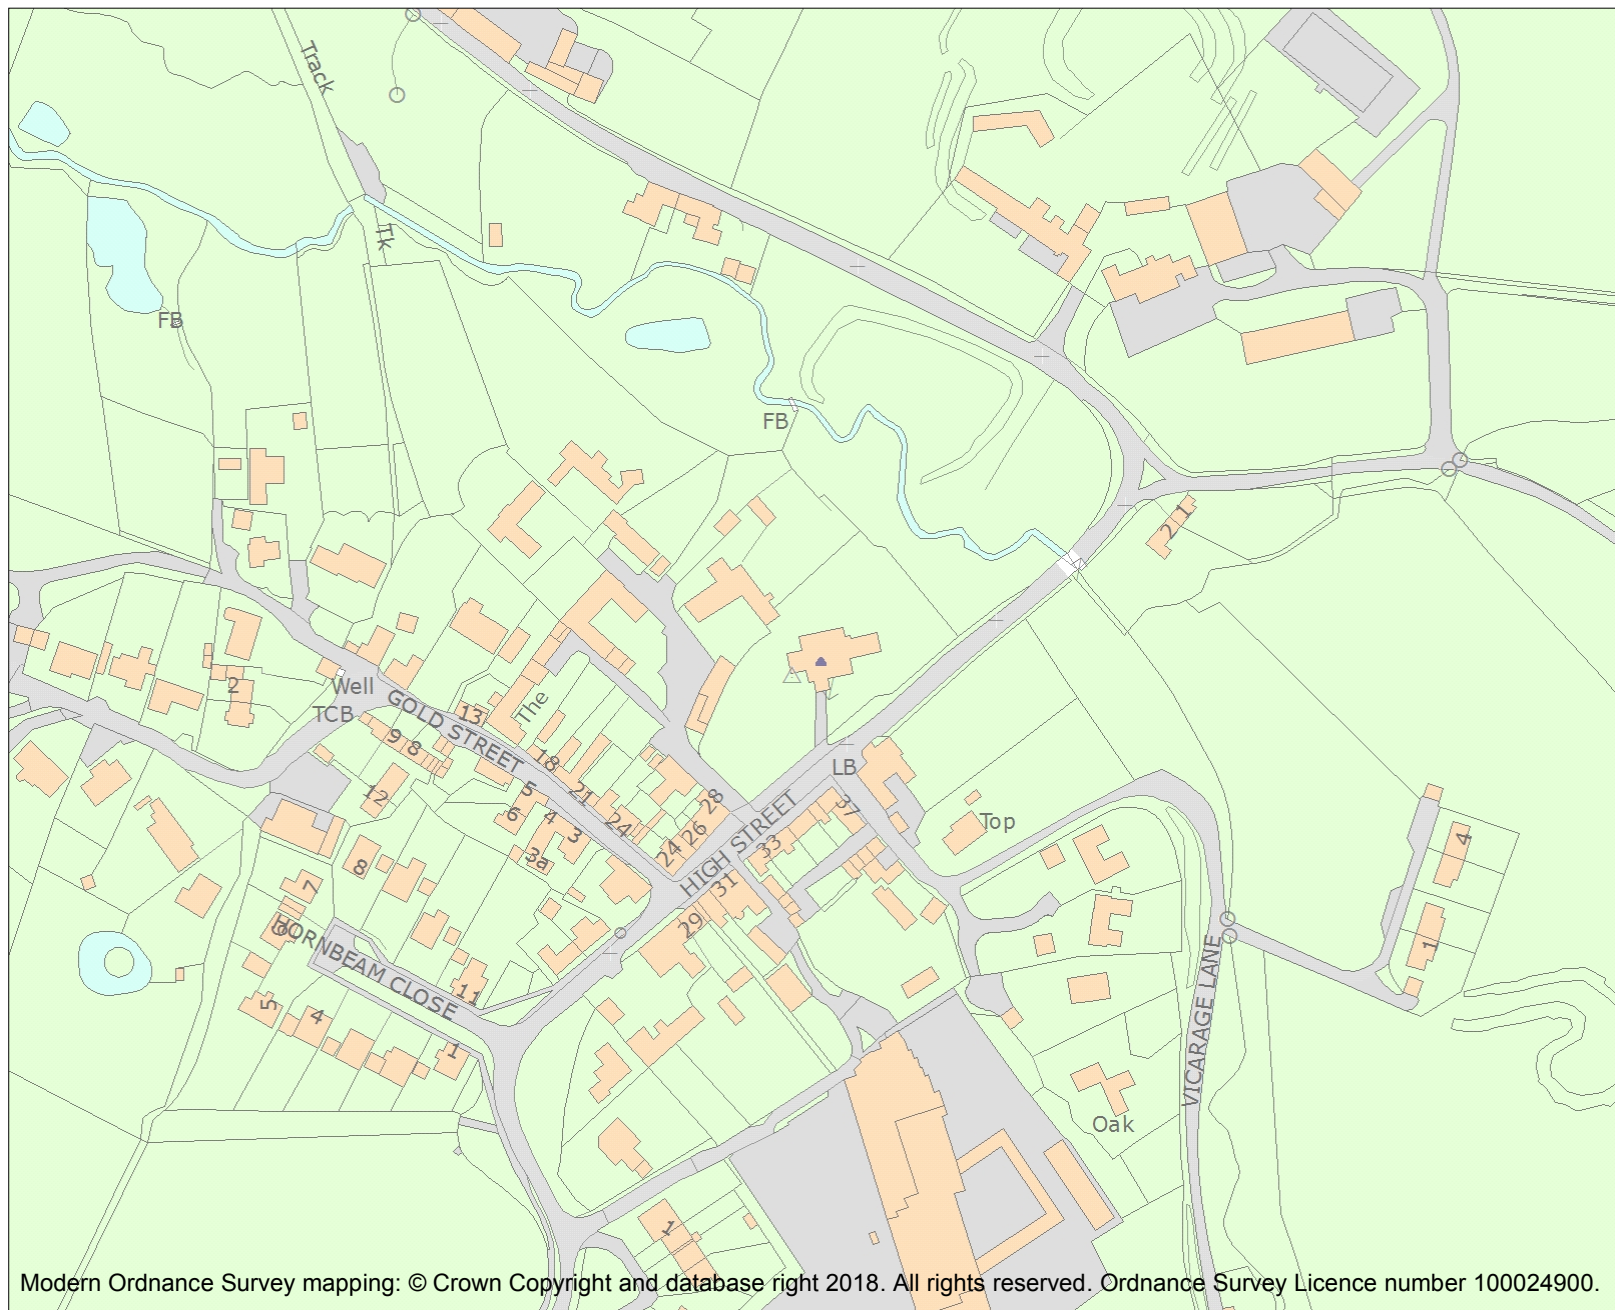 Track
Tk
FB
FB
2 1
Well
TCB
2
GOLD STREET
13
The
9
8
12
18
21
24
5
6
4
3
3a
28
26
24
HIGH STREET
LB
37
33
31
29
Top
4
1
VICARAGE LANE
8
7
6
HORNBEAM CLOSE
11
5
4
1
Oak
1
Modern Ordnance Survey mapping: © Crown Copyright and database right 2018. All rights reserved. Ordnance Survey Licence number 100024900.